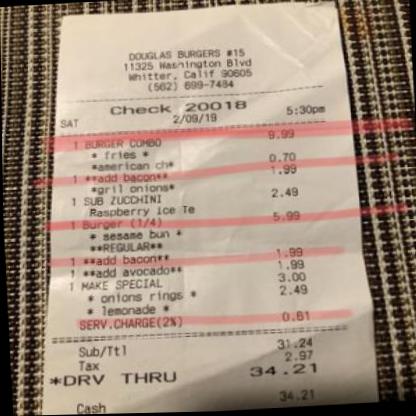 DOUGLAS BURGERS #15
11325 Washington Blvd
Whitter, Calif 90605
(562) 699-7484
Check 20018
SAT 2/09/19 5:30pm
1 BURGER COMBO 9.99
* fries *
*american ch* 0.70
1 **add bacon** 1.99
*gril onions*
1 SUB ZUCCHINI 2.49
Raspberry Ice Te
1 Burger (1/4) 5.99
* sesame bun *
**REGULAR**
1 **add bacon** 1.99
1 **add avocado** 1.99
1 MAKE SPECIAL 3.00
* onions rings * 2.49
* lemonade *
SERV.CHARGE(2%) 0.61
Sub/Ttl 31.24
Tax 2.97
*DRV THRU 34.21
Cash 34.21